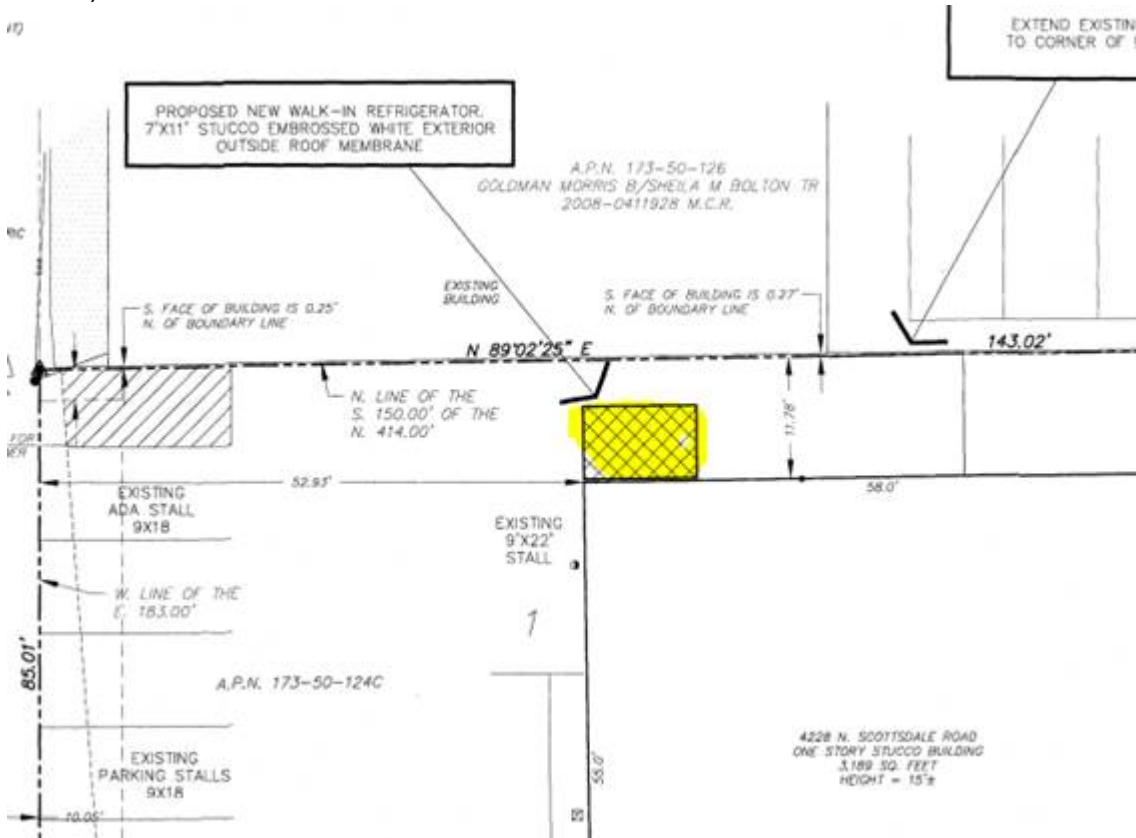 EXTEND EXISTIN
TO CORNER OF
PROPOSED NEW WALK-IN REFRIGERATOR.
7'X11' STUCCO EMBROSSED WHITE EXTERIOR
OUTSIDE ROOF MEMBRANE
A.P.N. 173-50-126
GOLDMAN MORRIS B/SHEILA M BOLTON TR
2008-0411928 M.C.R.
EXISTING
BUILDING
S. FACE OF BUILDING IS 0.25'
N. OF BOUNDARY LINE
S. FACE OF BUILDING IS 0.27'
N. OF BOUNDARY LINE
N 89°02'25" E
143.02'
N. LINE OF THE
S. 150.00' OF THE
N. 414.00'
11.78'
FOR
52.93'
58.0'
EXISTING
ADA STALL
9X18
EXISTING
9'X22'
STALL
W. LINE OF THE
E. 183.00'
1
85.01'
A.P.N. 173-50-124C
4228 N. SCOTTSDALE ROAD
ONE STORY STUCCO BUILDING
3,189 SQ. FEET
HEIGHT = 15'±
EXISTING
PARKING STALLS
9X18
55.0'
10.05'